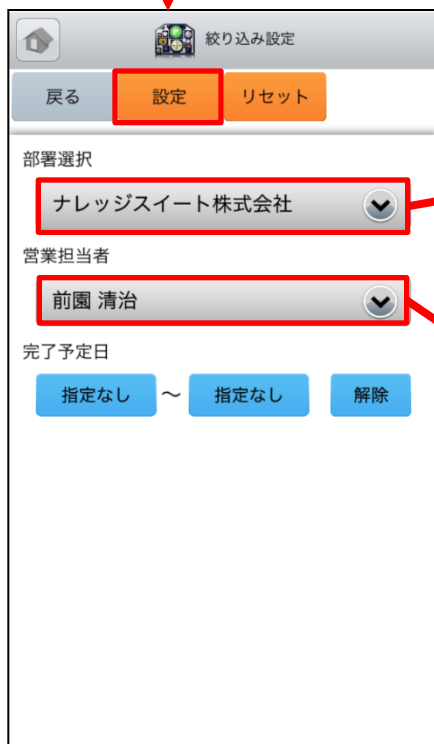 絞り込み設定
戻る 設定 リセット
部署選択
ナレッジスイート株式会社
営業担当者
前園 清治
完了予定日
指定なし ～ 指定なし 解除